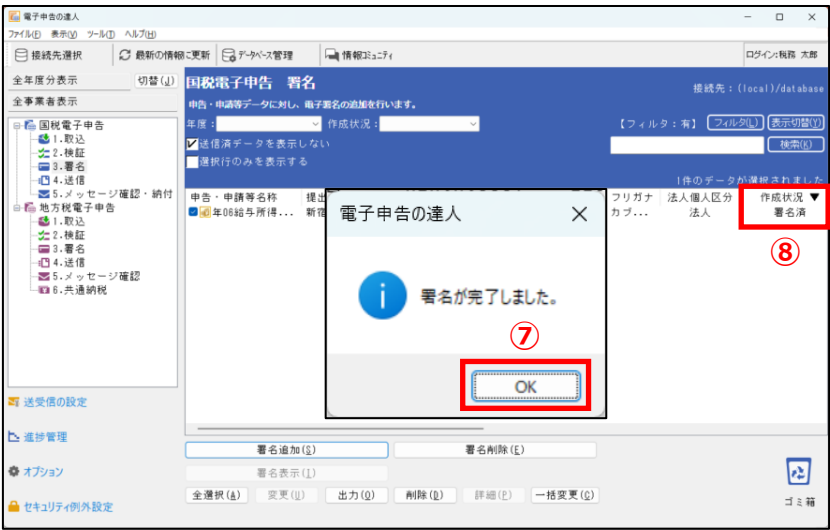 電子申告の達人
ファイル(F) 表示(V) ツール(T) ヘルプ(H)
接続先選択 最新の情報に更新 データベース管理 情報コミュニティ ログイン:税務 太郎
全年度分表示 切替(J)
全事業者表示
国税電子申告
1.取込
2.検証
3.署名
4.送信
5.メッセージ確認・納付
地方税電子申告
1.取込
2.検証
3.署名
4.送信
5.メッセージ確認
6.共通納税
送受信の設定
進捗管理
オプション
セキュリティ例外設定
国税電子申告 署名
接続先:(local)/database
申告・申請等データに対し、電子署名の追加を行います。
年度: 作成状況: 【フィルタ:有】 フィルタ(L) 表示切替(Y)
送信済データを表示しない 検索(K)
選択行のみを表示する
1件のデータが選択されました
申告・申請等名称 提出 フリガナ 法人個人区分 作成状況 ▼
年06給与所得... 新宿 カブ... 法人 署名済
⑧
電子申告の達人
署名が完了しました。
⑦
OK
署名追加(S) 署名削除(E)
署名表示(I)
全選択(A) 変更(U) 出力(O) 削除(D) 詳細(P) 一括変更(C)
ゴミ箱